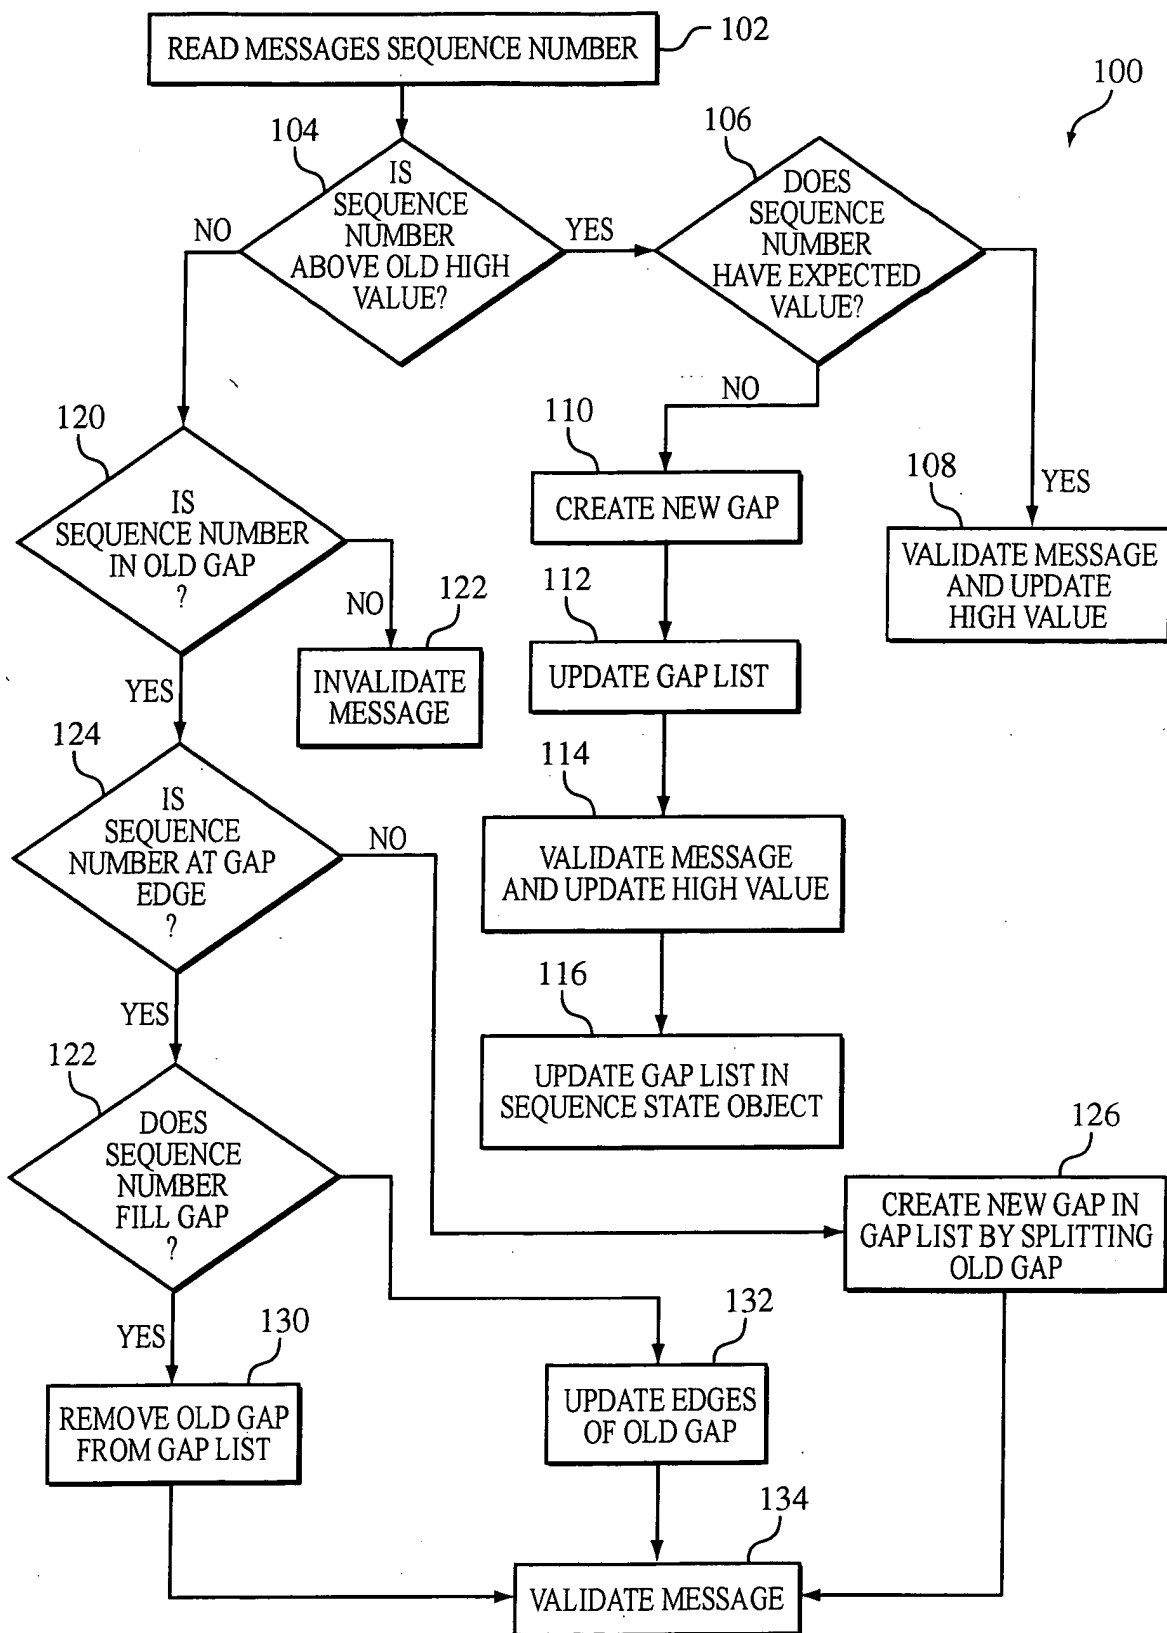 READ MESSAGES SEQUENCE NUMBER
102
100
104
IS
SEQUENCE
NUMBER
ABOVE OLD HIGH
VALUE?
NO
YES
106
DOES
SEQUENCE
NUMBER
HAVE EXPECTED
VALUE?
NO
YES
108
VALIDATE MESSAGE
AND UPDATE
HIGH VALUE
110
CREATE NEW GAP
112
UPDATE GAP LIST
114
VALIDATE MESSAGE
AND UPDATE HIGH VALUE
116
UPDATE GAP LIST IN
SEQUENCE STATE OBJECT
120
IS
SEQUENCE NUMBER
IN OLD GAP
?
NO
122
INVALIDATE
MESSAGE
YES
124
IS
SEQUENCE
NUMBER AT GAP
EDGE
?
NO
YES
122
DOES
SEQUENCE
NUMBER
FILL GAP
?
126
CREATE NEW GAP IN
GAP LIST BY SPLITTING
OLD GAP
YES
130
REMOVE OLD GAP
FROM GAP LIST
132
UPDATE EDGES
OF OLD GAP
134
VALIDATE MESSAGE